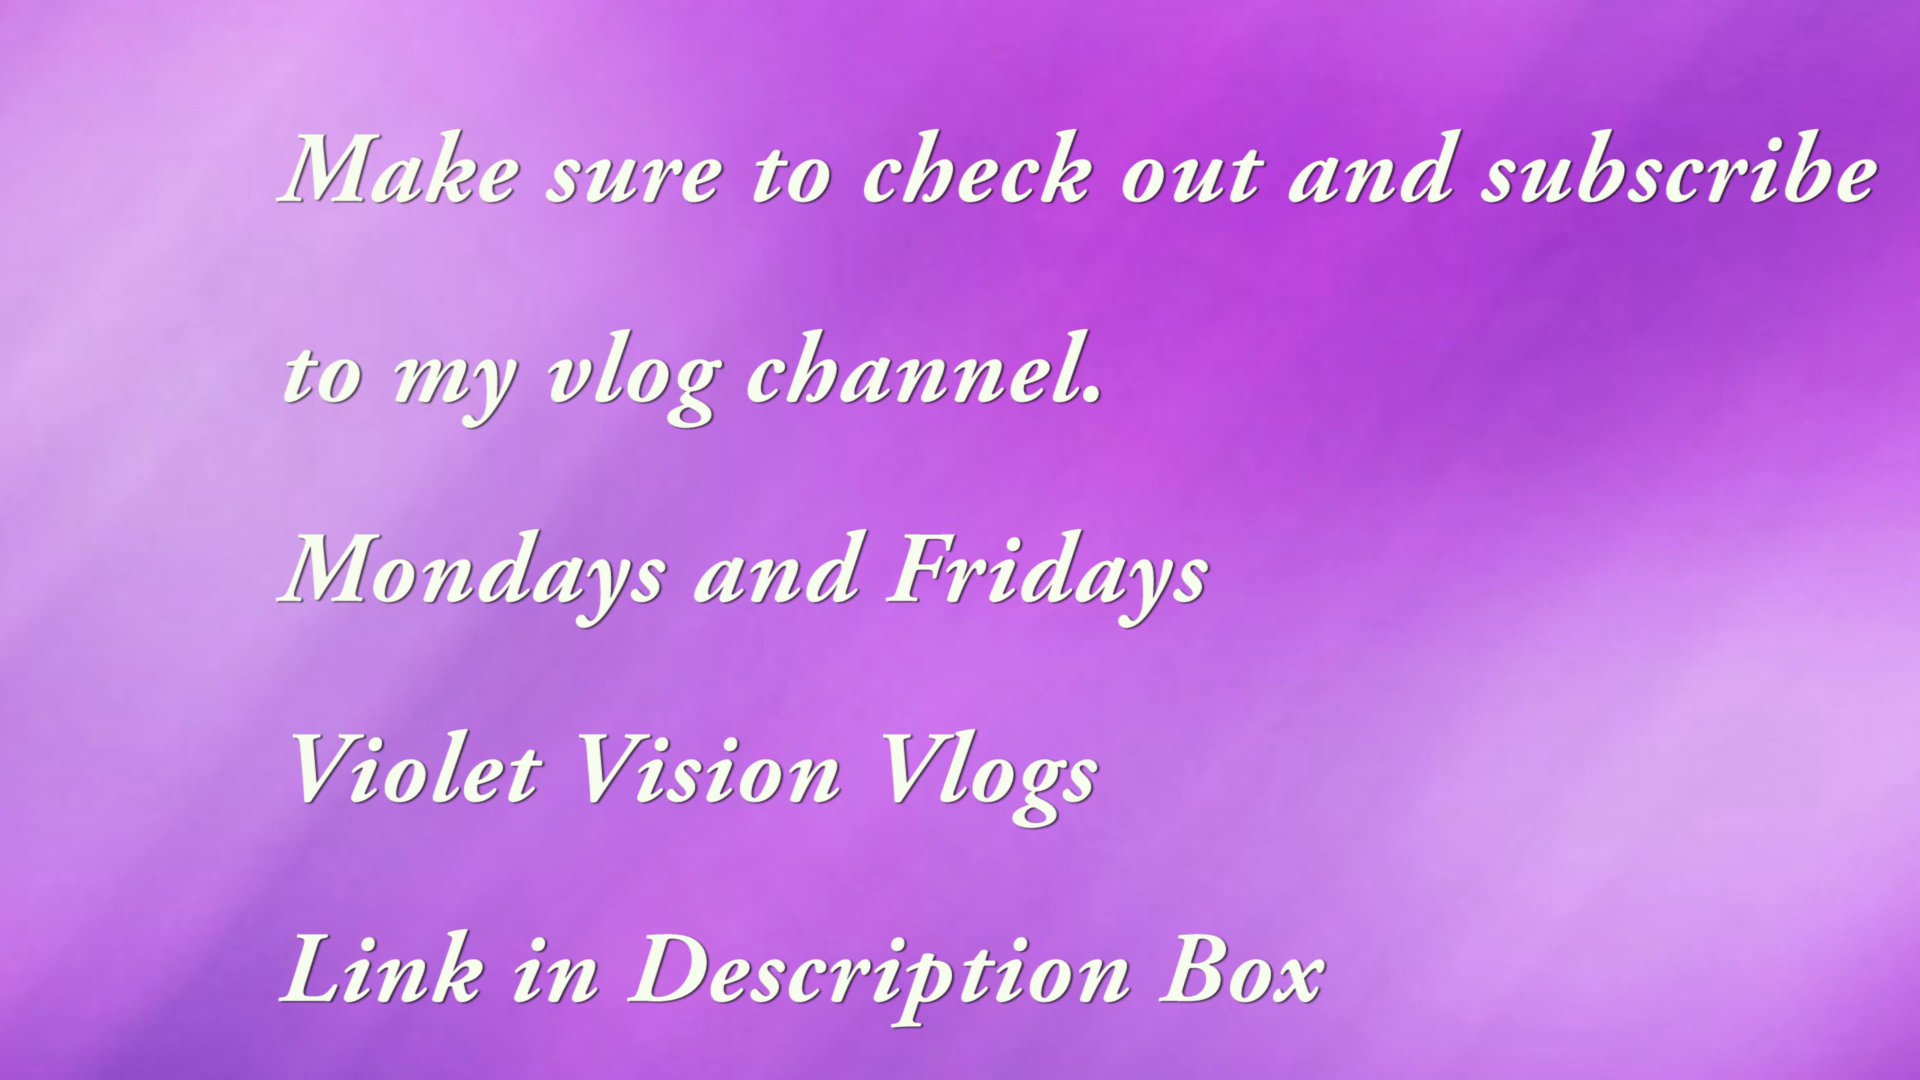 Make sure to check out and subscribe
to my vlog channel.
Mondays and Fridays
Violet Vision Vlogs
Link in Description Box